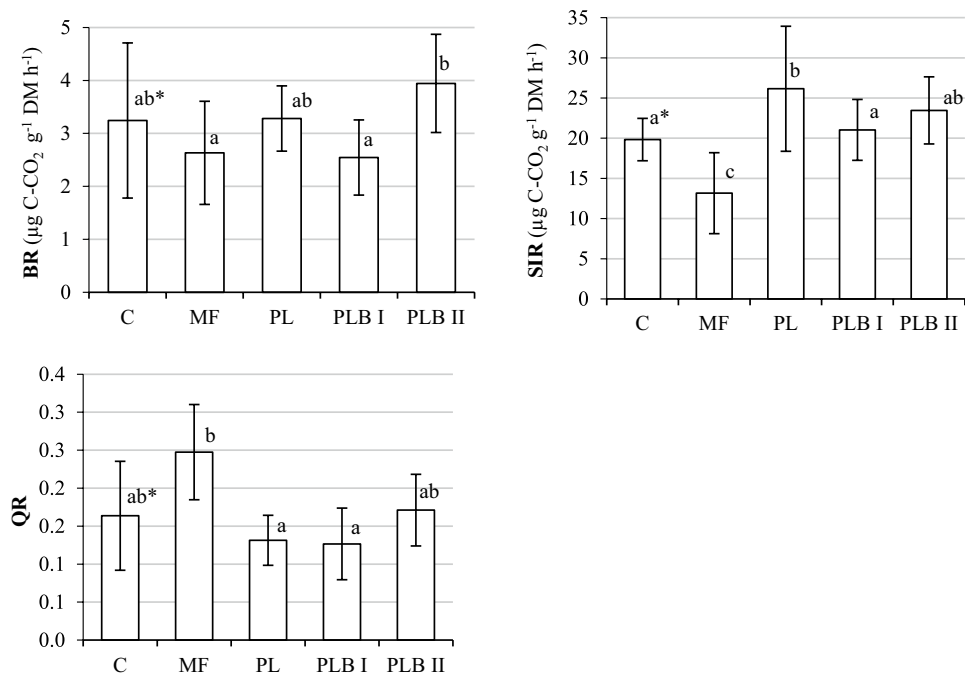 5
4
3
2
1
0
BR (µg C-CO₂ g⁻¹ DM h⁻¹)
ab*
a
ab
a
b
C MF PL PLB I PLB II
35
30
25
20
15
10
5
0
SIR (µg C-CO₂ g⁻¹ DM h⁻¹)
a*
c
b
a
ab
C MF PL PLB I PLB II
0.4
0.3
0.3
0.2
0.2
0.1
0.1
0.0
QR
ab*
b
a
a
ab
C MF PL PLB I PLB II